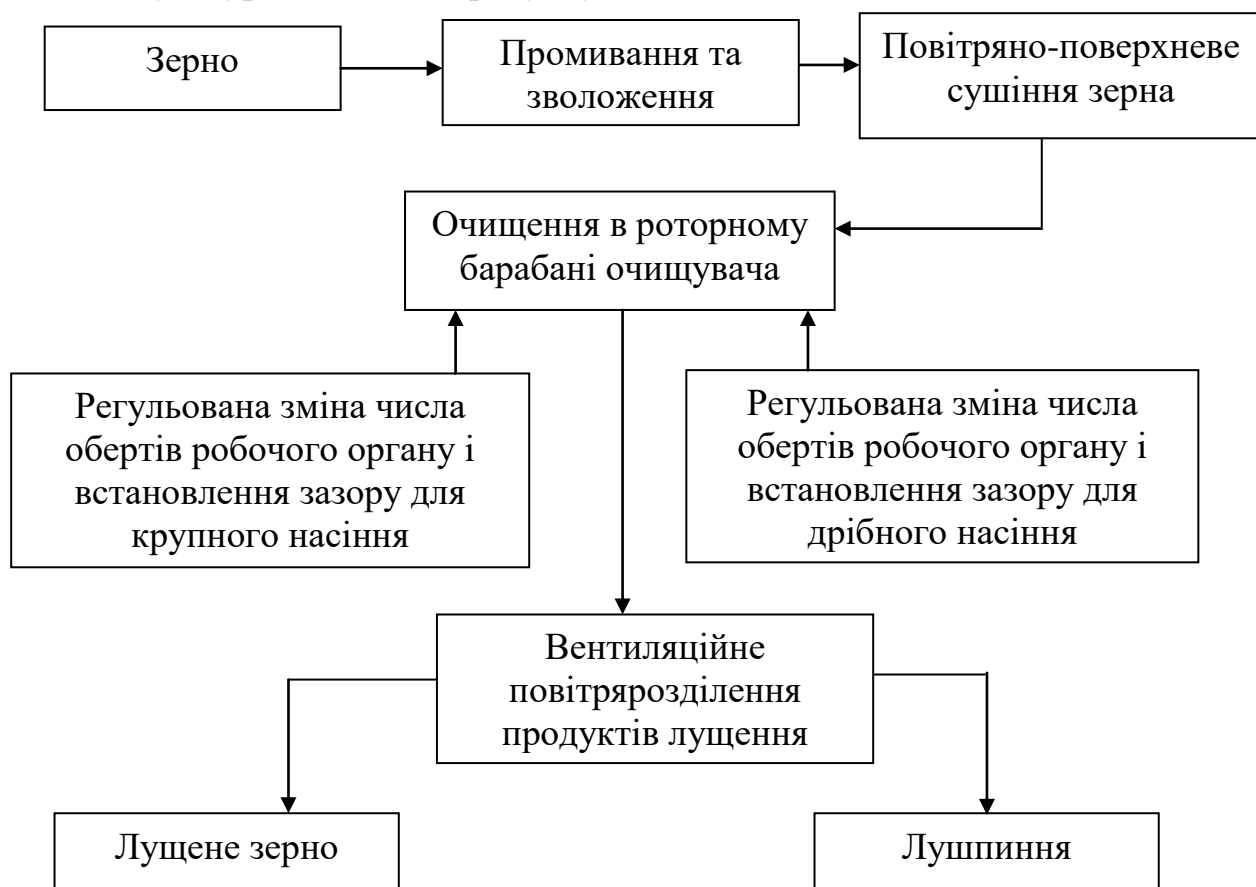 Зерно
Промивання та
зволоження
Повітряно-поверхневе
сушіння зерна
Очищення в роторному
барабані очищувача
Регульована зміна числа
обертів робочого органу і
встановлення зазору для
крупного насіння
Регульована зміна числа
обертів робочого органу і
встановлення зазору для
дрібного насіння
Вентиляційне
повітрярозділення
продуктів лущення
Лущене зерно
Лушпиння